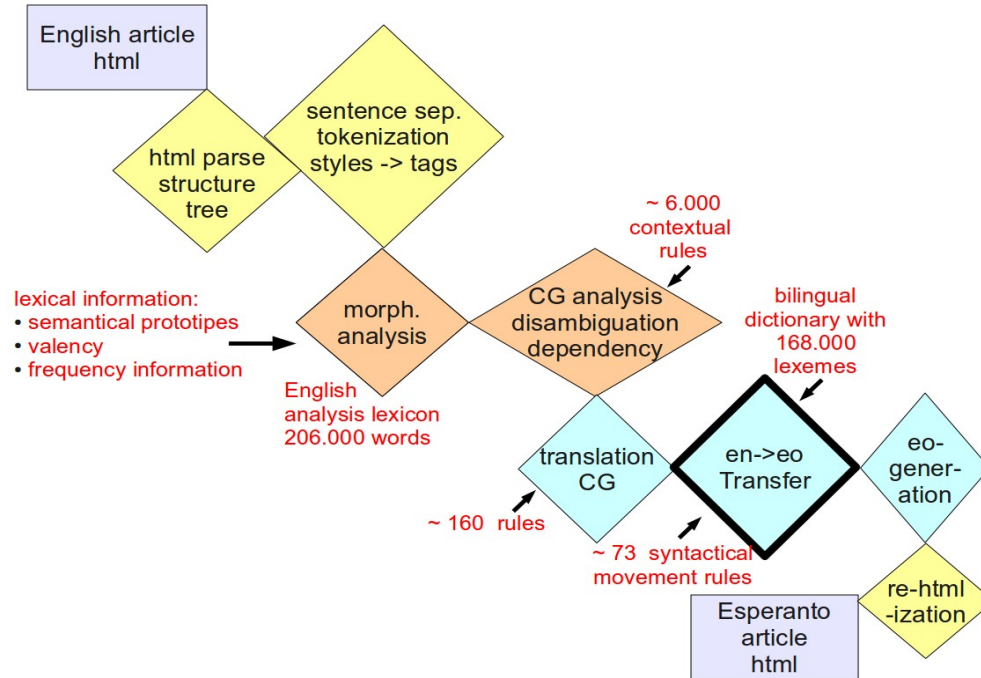 English article
html
sentence sep.
tokenization
styles -> tags
html parse
structure
tree
~ 6.000
contextual
rules
lexical information:
• semantical prototipes
• valency
• frequency information
morph.
analysis
CG analysis
disambiguation
dependency
bilingual
dictionary with
168.000
lexemes
English
analysis lexicon
206.000 words
translation
CG
en->eo
Transfer
eo-
gener-
ation
~ 160 rules
~ 73 syntactical
movement rules
re-html
-ization
Esperanto
article
html